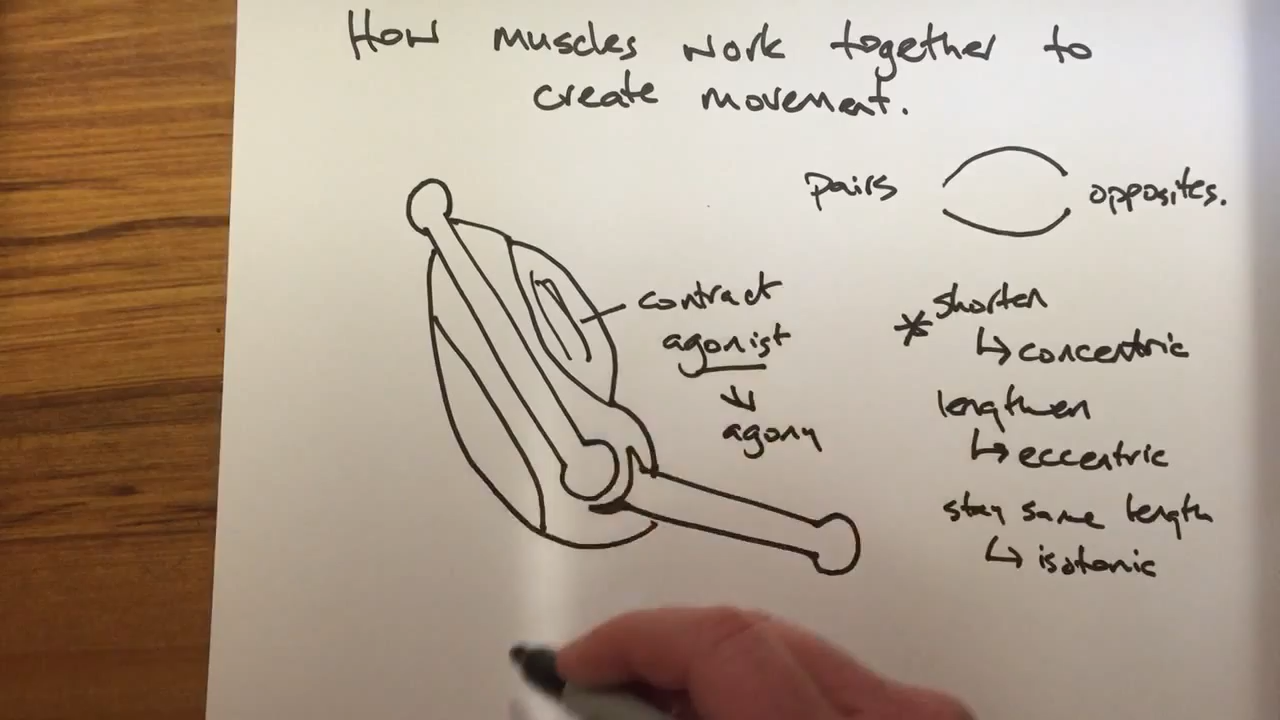 How muscles work together to
create movement.
pairs
opposites.
contract
agonist
agony
* shorten
↳ concentric
lengthen
↳ eccentric
stay same length
↳ isotonic